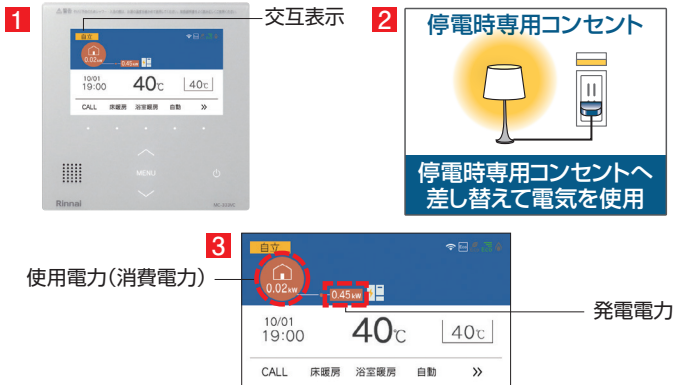 1
交互表示
自立
0.02kw
0.45kw
10/01
19:00
40℃
40℃
CALL
床暖房
浴室暖房
自動
»
MENU
Rinnai
2
停電時専用コンセント
停電時専用コンセントへ
差し替えて電気を使用
3
使用電力(消費電力)
自立
0.02kw
0.45kw
発電電力
10/01
19:00
40℃
40℃
CALL
床暖房
浴室暖房
自動
»